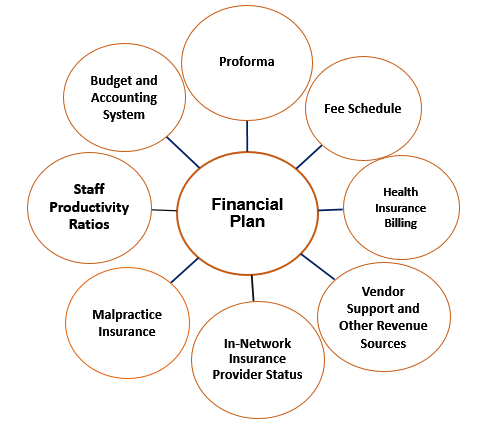 Proforma
Budget and
Accounting
System
Fee Schedule
Staff
Productivity
Ratios
Financial
Plan
Health
Insurance
Billing
Malpractice
Insurance
Vendor
Support and
Other Revenue
Sources
In-Network
Insurance
Provider Status